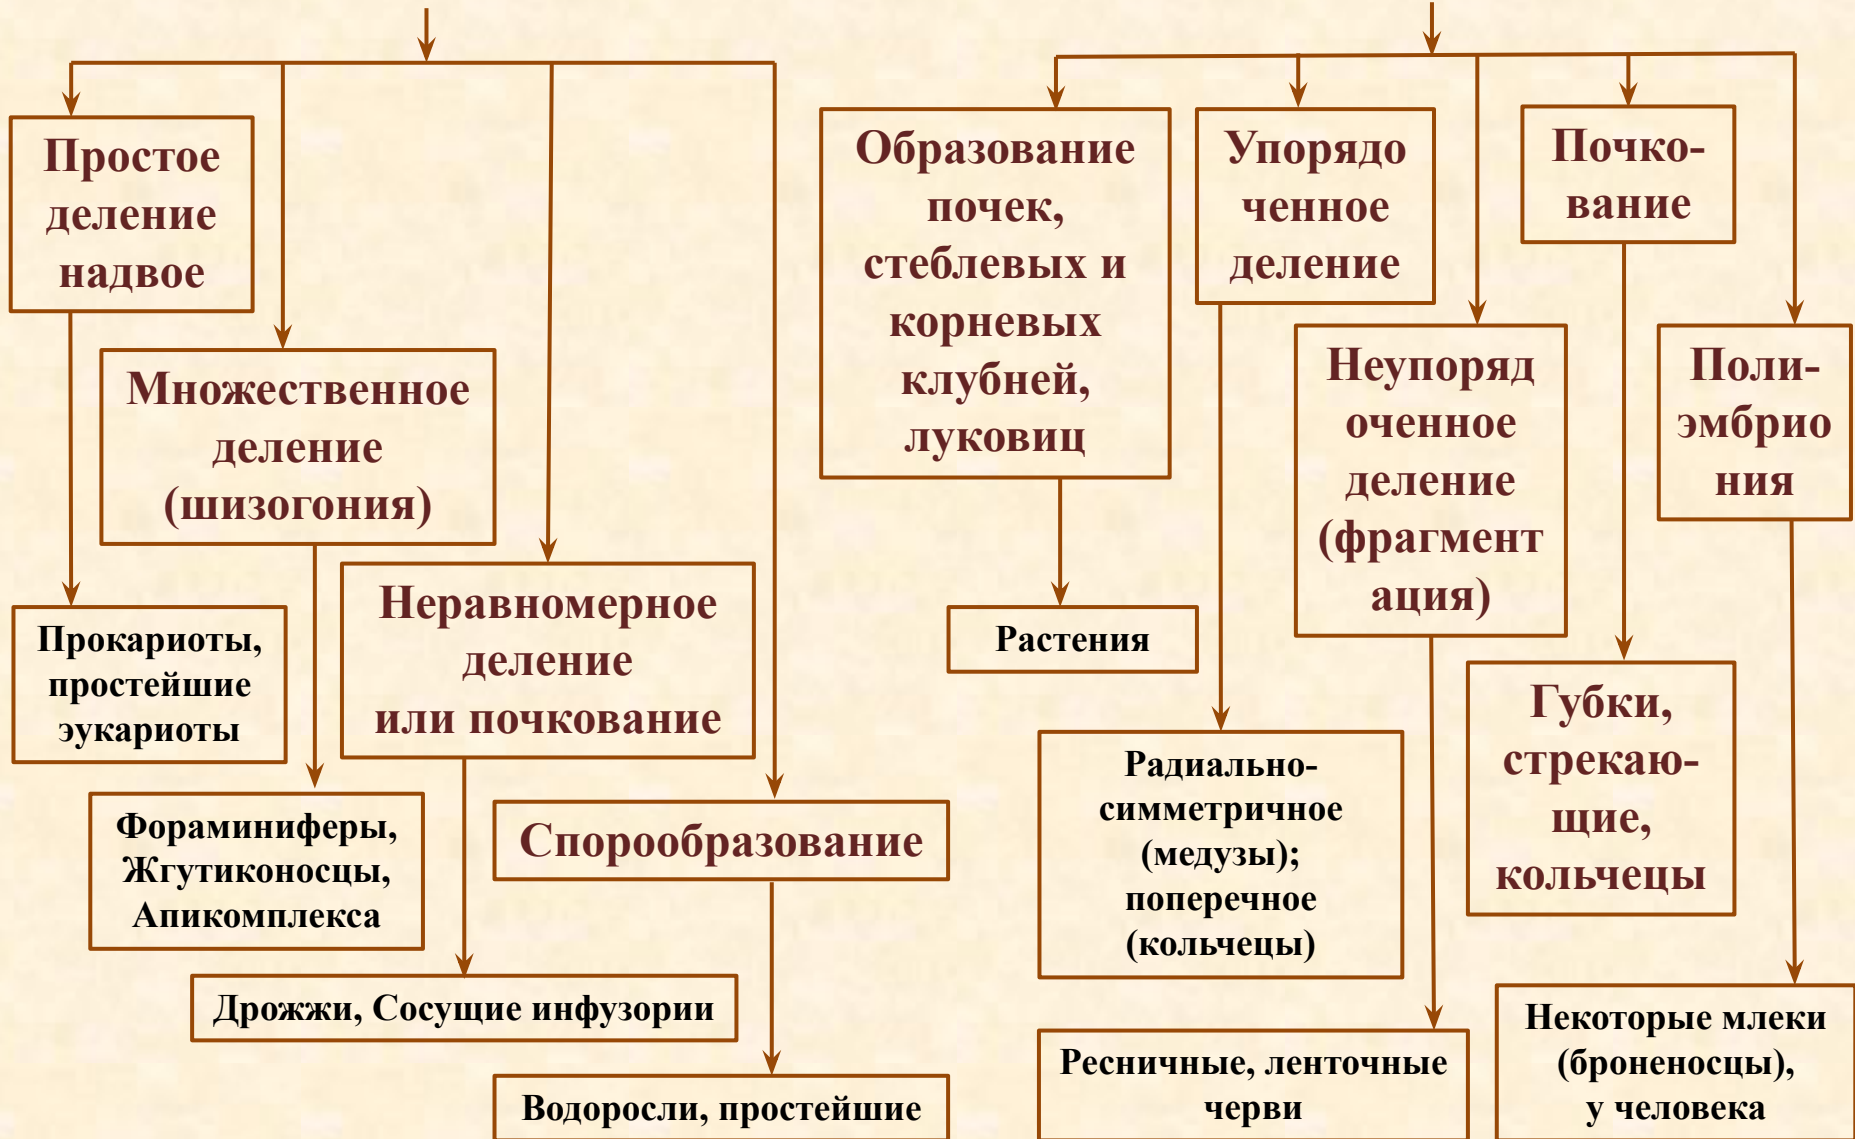 Простое
деление
надвое
Множественное
деление
(шизогония)
Неравномерное
деление
или почкование
Спорообразование
Прокариоты,
простейшие
эукариоты
Фораминиферы,
Жгутиконосцы,
Апикомплекса
Дрожжи, Сосущие инфузории
Водоросли, простейшие
Образование
почек,
стеблевых и
корневых
клубней,
луковиц
Упорядо
ченное
деление
Неупоряд
оченное
деление
(фрагмент
ация)
Почко-
вание
Поли-
эмбрио
ния
Растения
Радиально-
симметричное
(медузы);
поперечное
(кольчецы)
Ресничные, ленточные
черви
Губки,
стрекаю-
щие,
кольчецы
Некоторые млеки
(броненосцы),
у человека